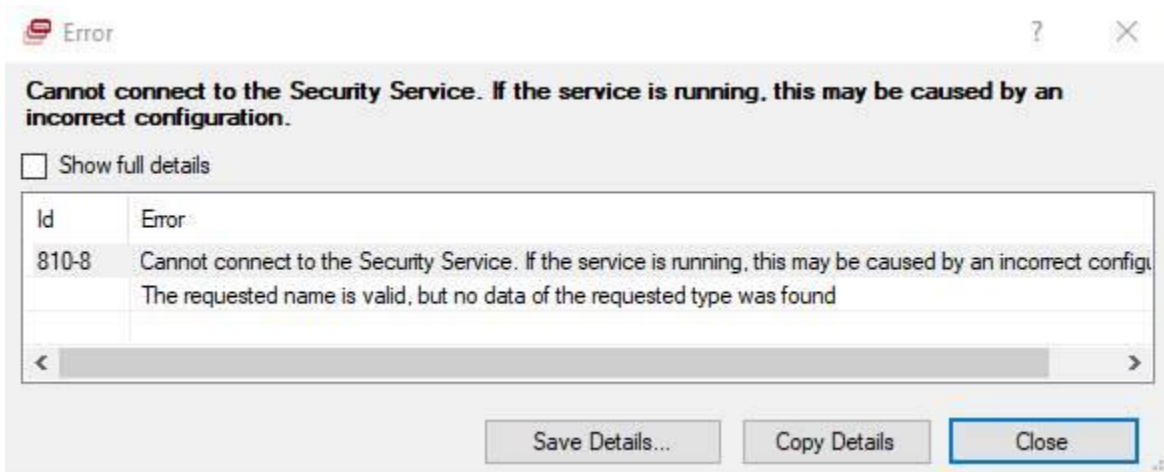 Error
Cannot connect to the Security Service. If the service is running, this may be caused by an
incorrect configuration.
Show full details
Id Error
810-8 Cannot connect to the Security Service. If the service is running, this may be caused by an incorrect configu
The requested name is valid, but no data of the requested type was found
Save Details... Copy Details Close